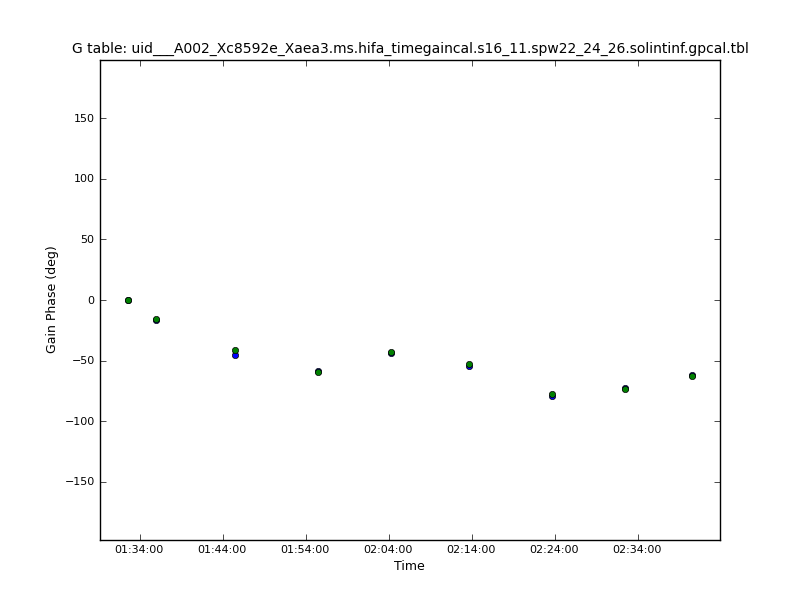 G table: uid___A002_Xc8592e_Xaea3.ms.hifa_timegaincal.s16_11.spw22_24_26.solintinf.gpcal.tbl
150
100
50
0
−50
−100
−150
Gain Phase (deg)
01:34:00 01:44:00 01:54:00 02:04:00 02:14:00 02:24:00 02:34:00
Time